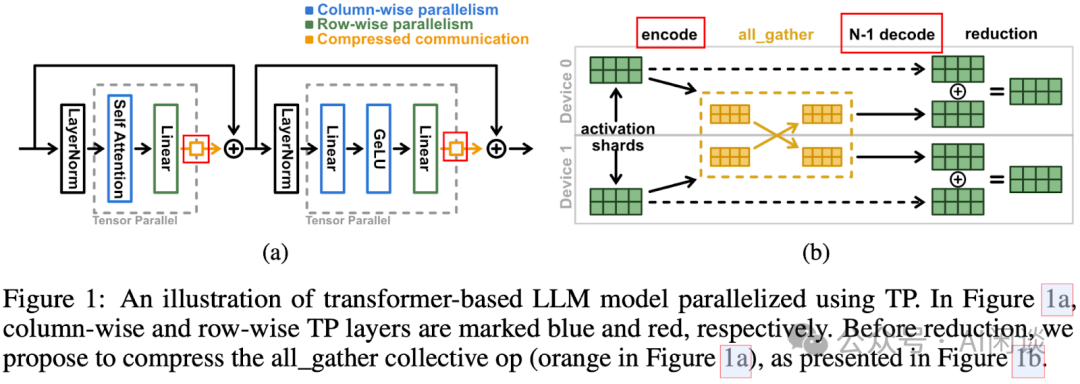 Column-wise parallelism
Row-wise parallelism
Compressed communication
LayerNorm
Self Attention
Linear
Tensor Parallel
LayerNorm
Linear
GeLU
Linear
Tensor Parallel
(a)
encode
all_gather
N-1 decode
reduction
Device 0
activation
shards
Device 1
(b)
Figure 1: An illustration of transformer-based LLM model parallelized using TP. In Figure 1a,
column-wise and row-wise TP layers are marked blue and red, respectively. Before reduction, we
propose to compress the all_gather collective op (orange in Figure 1a), as presented in Figure 1b.
公众号 · AI闲谈